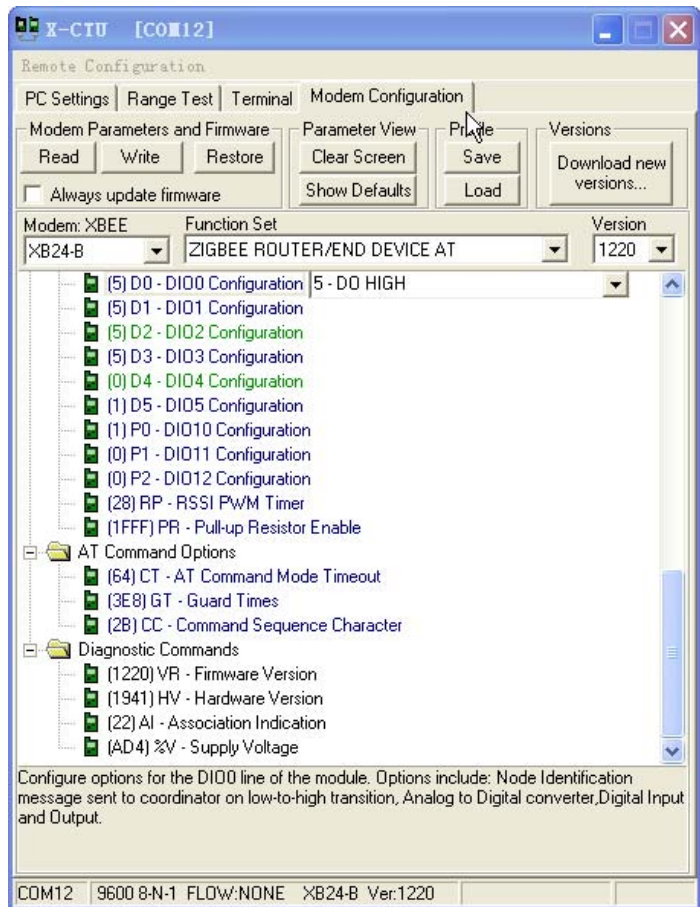 X-CTU [COM12]
Remote Configuration
PC Settings Range Test Terminal Modem Configuration
Modem Parameters and Firmware Parameter View Versions
Read Write Restore Clear Screen Save Download new versions...
Always update firmware Show Defaults Load
Modem: XBEE Function Set Version
XB24-B ZIGBEE ROUTER/END DEVICE AT 1220
(5) D0 - DIO0 Configuration 5 - DO HIGH
(5) D1 - DIO1 Configuration
(5) D2 - DIO2 Configuration
(5) D3 - DIO3 Configuration
(0) D4 - DIO4 Configuration
(1) D5 - DIO5 Configuration
(1) P0 - DIO10 Configuration
(0) P1 - DIO11 Configuration
(0) P2 - DIO12 Configuration
(28) RP - RSSI PWM Timer
(1FFF) PR - Pull-up Resistor Enable
AT Command Options
(64) CT - AT Command Mode Timeout
(3E8) GT - Guard Times
(2B) CC - Command Sequence Character
Diagnostic Commands
(1220) VR - Firmware Version
(1941) HV - Hardware Version
(22) AI - Association Indication
(AD4) %V - Supply Voltage
Configure options for the DIO0 line of the module. Options include: Node Identification
message sent to coordinator on low-to-high transition, Analog to Digital converter,Digital Input
and Output.
COM12 9600 8-N-1 FLOW:NONE XB24-B Ver:1220